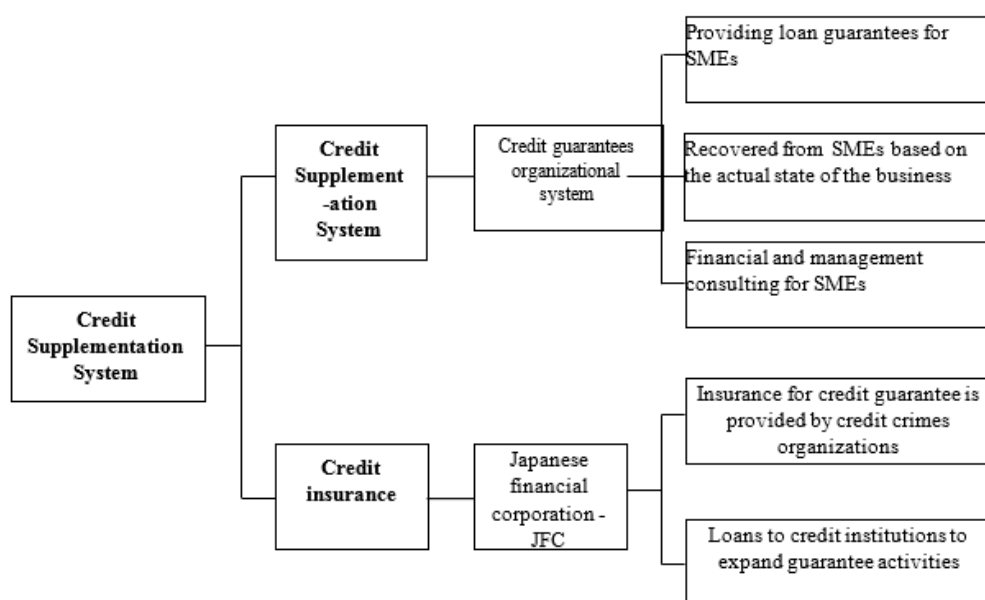 Providing loan guarantees for
SMEs
Credit
Supplement
-ation
System
Credit guarantees
organizational
system
Recovered from SMEs based on
the actual state of the business
Financial and management
consulting for SMEs
Credit
Supplementation
System
Credit
insurance
Japanese
financial
corporation -
JFC
Insurance for credit guarantee is
provided by credit crimes
organizations
Loans to credit institutions to
expand guarantee activities